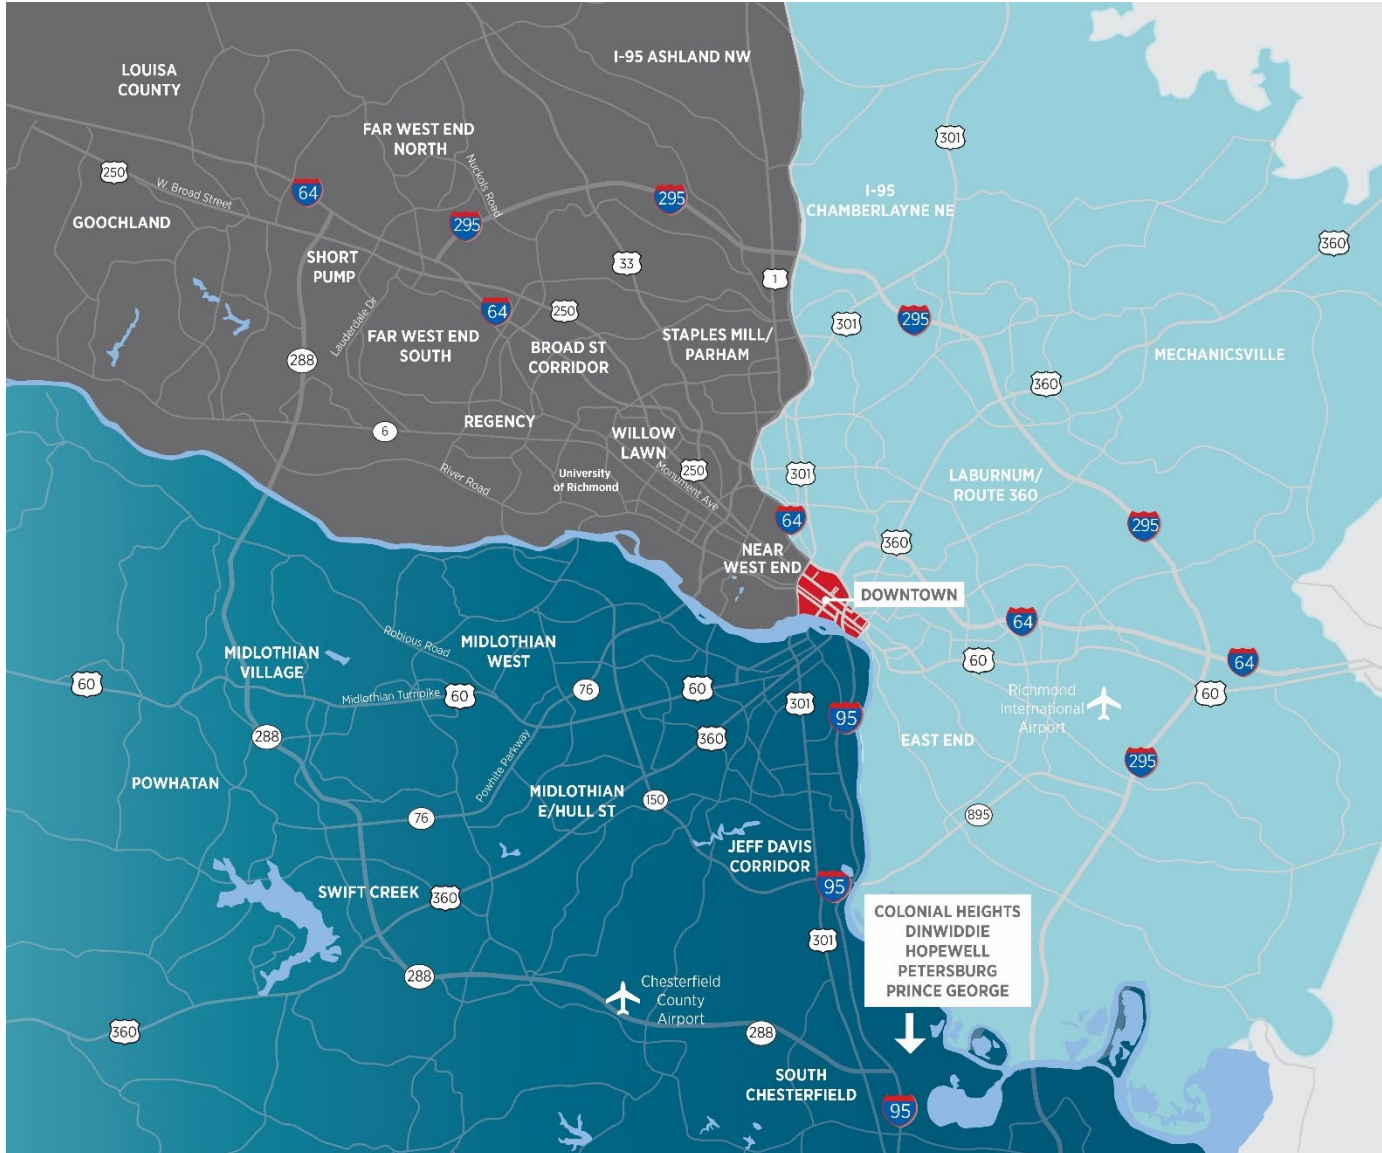 I-95 ASHLAND NW
LOUISA
COUNTY
FAR WEST END
NORTH
301
250
W. Broad Street
64
Nuckols Road
295
295
I-95
CHAMBERLAYNE NE
GOOCHLAND
360
SHORT
PUMP
33
1
Lauderdale Dr
64
250
301
295
FAR WEST END
SOUTH
BROAD ST
CORRIDOR
STAPLES MILL/
PARHAM
MECHANICSVILLE
288
360
REGENCY
6
WILLOW
LAWN
River Road
University
of Richmond
250
Monument Ave
301
LABURNUM/
ROUTE 360
64
295
360
NEAR
WEST END
DOWNTOWN
64
Robious Road
MIDLOTHIAN
WEST
MIDLOTHIAN
VILLAGE
60
64
60
Midlothian Turnpike
60
76
60
301
95
Richmond
International
Airport
60
288
360
EAST END
295
Powhite Parkway
POWHATAN
MIDLOTHIAN
E/HULL ST
150
76
895
JEFF DAVIS
CORRIDOR
SWIFT CREEK
360
95
COLONIAL HEIGHTS
DINWIDDIE
HOPEWELL
PETERSBURG
PRINCE GEORGE
301
288
Chesterfield
County
Airport
360
288
SOUTH
CHESTERFIELD
95